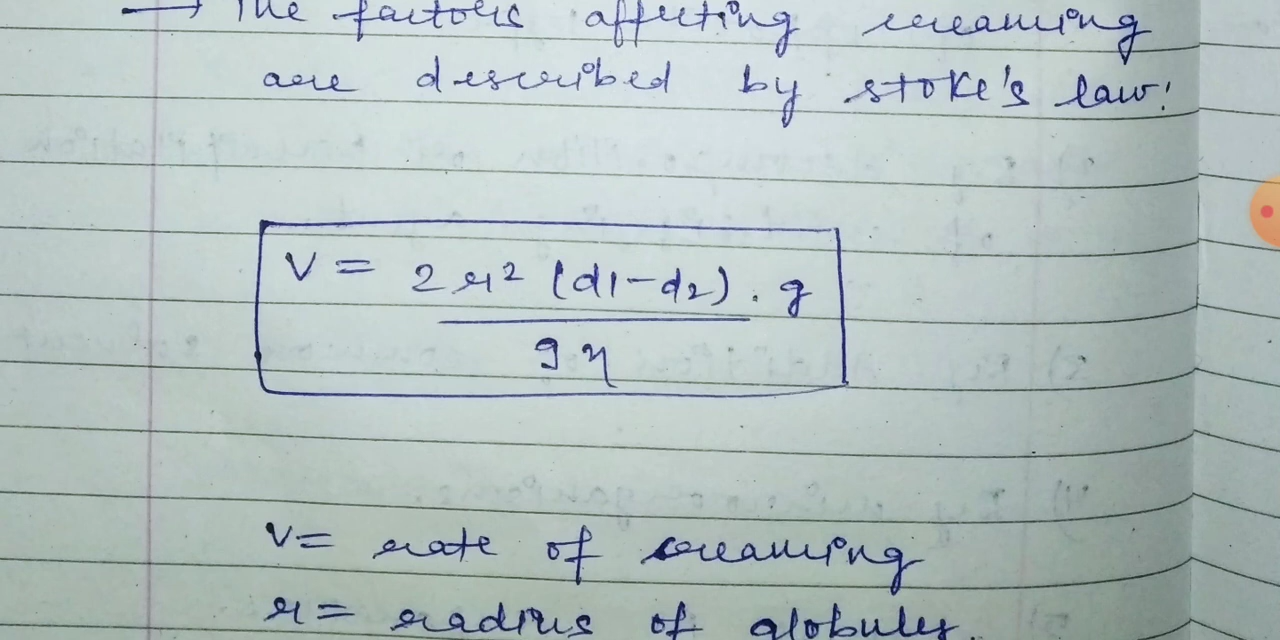 → The factors affecting creaming
are described by stoke's law:
V = 2r² (d1-d2) . g
9η
V = rate of creaming
r = radius of globules.